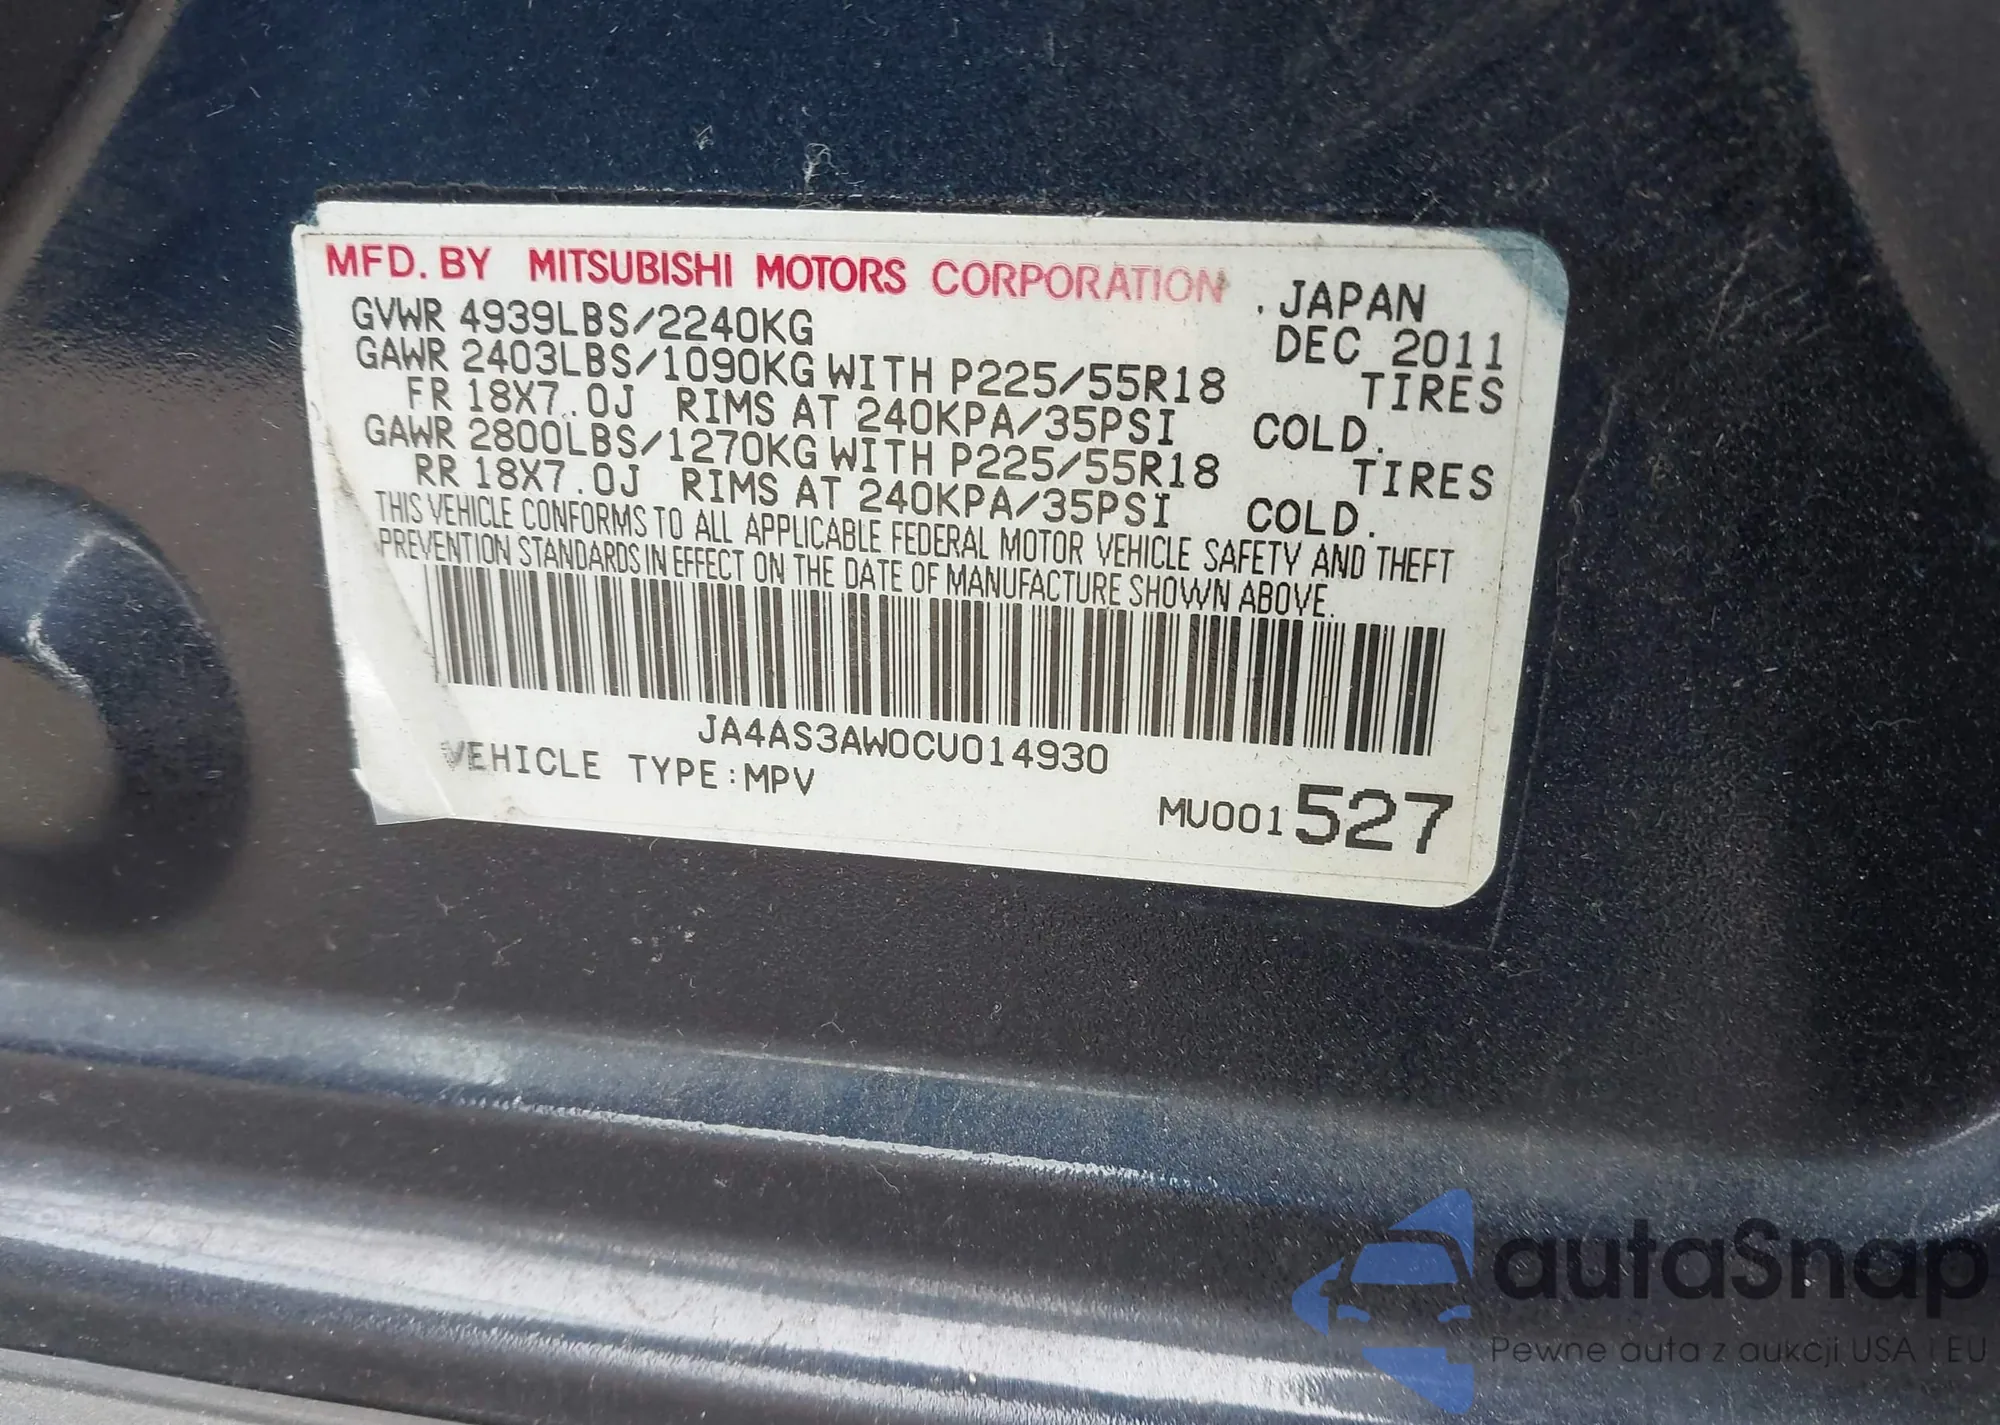 MFD. BY MITSUBISHI MOTORS CORPORATION . JAPAN
GVWR 4939LBS/2240KG DEC 2011
GAWR 2403LBS/1090KG WITH P225/55R18 TIRES
FR 18X7.0J RIMS AT 240KPA/35PSI COLD.
GAWR 2800LBS/1270KG WITH P225/55R18 TIRES
RR 18X7.0J RIMS AT 240KPA/35PSI COLD.
THIS VEHICLE CONFORMS TO ALL APPLICABLE FEDERAL MOTOR VEHICLE SAFETY AND THEFT
PREVENTION STANDARDS IN EFFECT ON THE DATE OF MANUFACTURE SHOWN ABOVE.
JA4AS3AW0CU014930
VEHICLE TYPE:MPV
MU001 527
autaSnap
Pewne auta z aukcji USA i EU